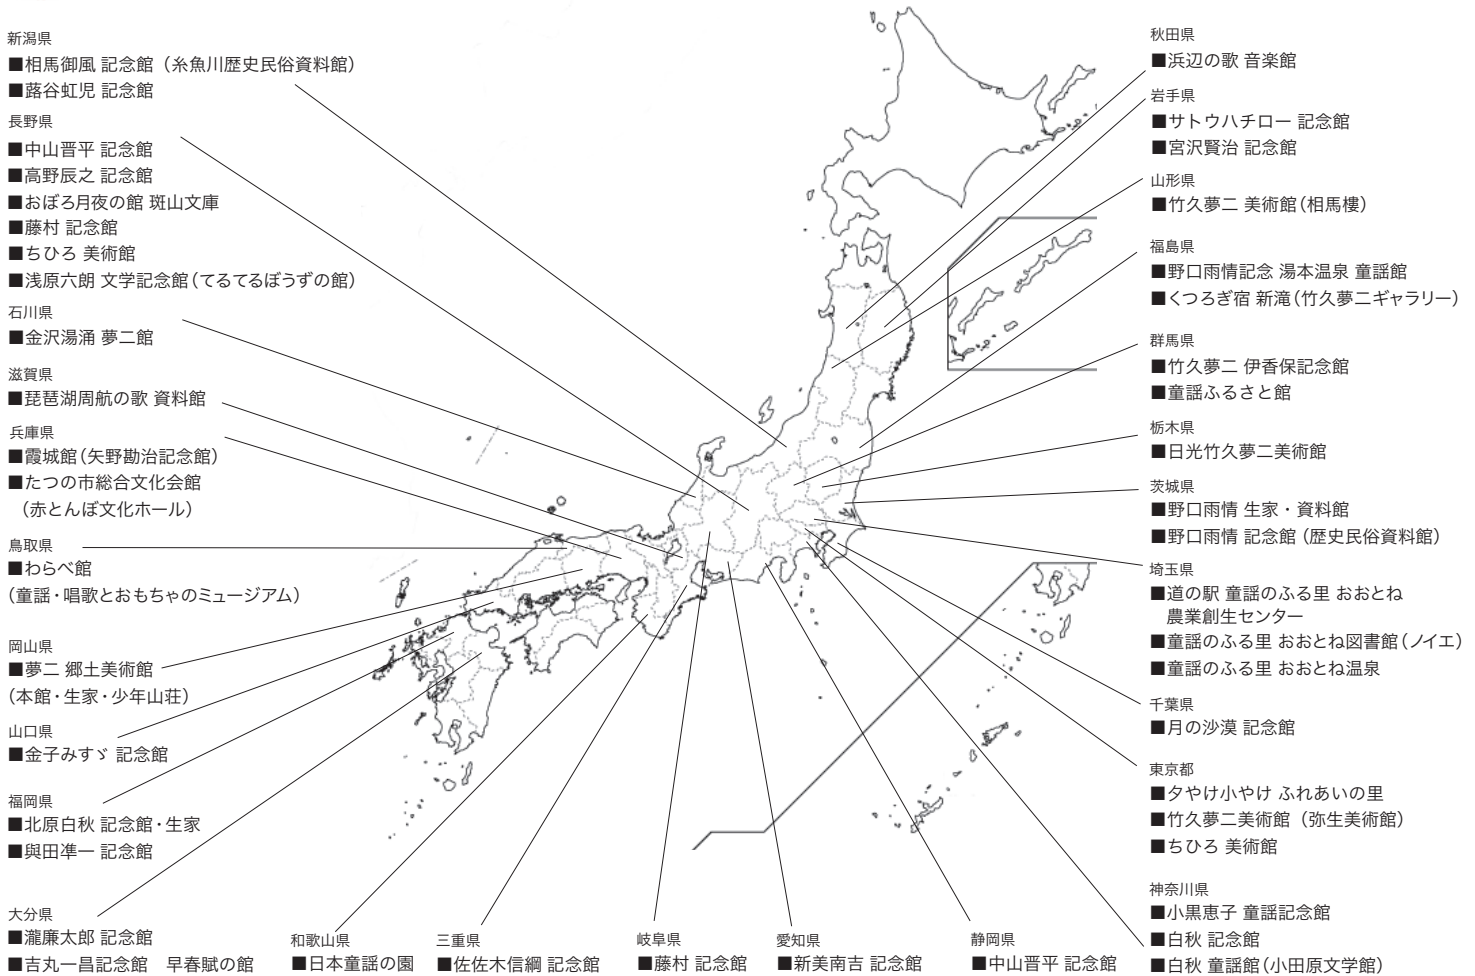 新潟県
■相馬御風 記念館（糸魚川歴史民俗資料館）
■蕗谷虹児 記念館
長野県
■中山晋平 記念館
■高野辰之 記念館
■おぼろ月夜の館 斑山文庫
■藤村 記念館
■ちひろ 美術館
■浅原六朗 文学記念館（てるてるぼうずの館）
石川県
■金沢湯涌 夢二館
滋賀県
■琵琶湖周航の歌 資料館
兵庫県
■霞城館（矢野勘治記念館）
■たつの市総合文化会館
（赤とんぼ文化ホール）
鳥取県
■わらべ館
（童謡・唱歌とおもちゃのミュージアム）
岡山県
■夢二 郷土美術館
（本館・生家・少年山荘）
山口県
■金子みすゞ 記念館
福岡県
■北原白秋 記念館・生家
■與田凖一 記念館
大分県
■瀧廉太郎 記念館
■吉丸一昌記念館　早春賦の館
和歌山県
■日本童謡の園
三重県
■佐佐木信綱 記念館
岐阜県
■藤村 記念館
愛知県
■新美南吉 記念館
静岡県
■中山晋平 記念館
秋田県
■浜辺の歌 音楽館
岩手県
■サトウハチロー 記念館
■宮沢賢治 記念館
山形県
■竹久夢二 美術館（相馬樓）
福島県
■野口雨情記念 湯本温泉 童謡館
■くつろぎ宿 新滝（竹久夢二ギャラリー）
群馬県
■竹久夢二 伊香保記念館
■童謡ふるさと館
栃木県
■日光竹久夢二美術館
茨城県
■野口雨情 生家・資料館
■野口雨情 記念館（歴史民俗資料館）
埼玉県
■道の駅 童謡のふる里 おおとね
農業創生センター
■童謡のふる里 おおとね図書館（ノイエ）
■童謡のふる里 おおとね温泉
千葉県
■月の沙漠 記念館
東京都
■夕やけ小やけ ふれあいの里
■竹久夢二美術館（弥生美術館）
■ちひろ 美術館
神奈川県
■小黒恵子 童謡記念館
■白秋 記念館
■白秋 童謡館（小田原文学館）